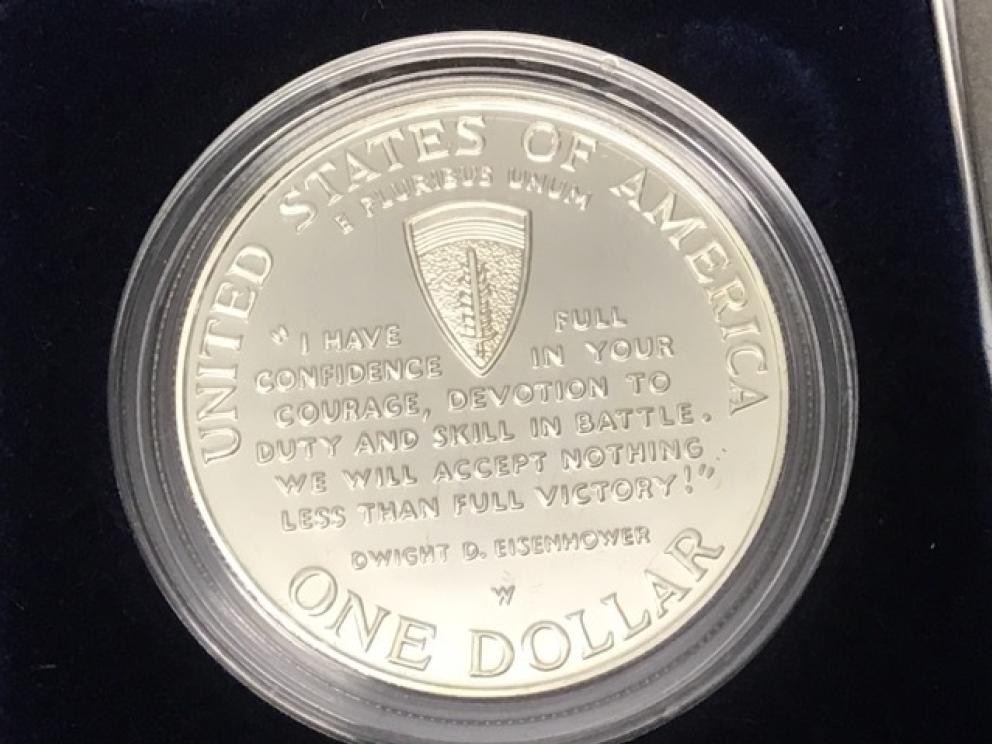 UNITED STATES OF AMERICA
E PLURIBUS UNUM
"I HAVE FULL
CONFIDENCE IN YOUR
COURAGE, DEVOTION TO
DUTY AND SKILL IN BATTLE.
WE WILL ACCEPT NOTHING
LESS THAN FULL VICTORY!"
DWIGHT D. EISENHOWER
W
ONE DOLLAR